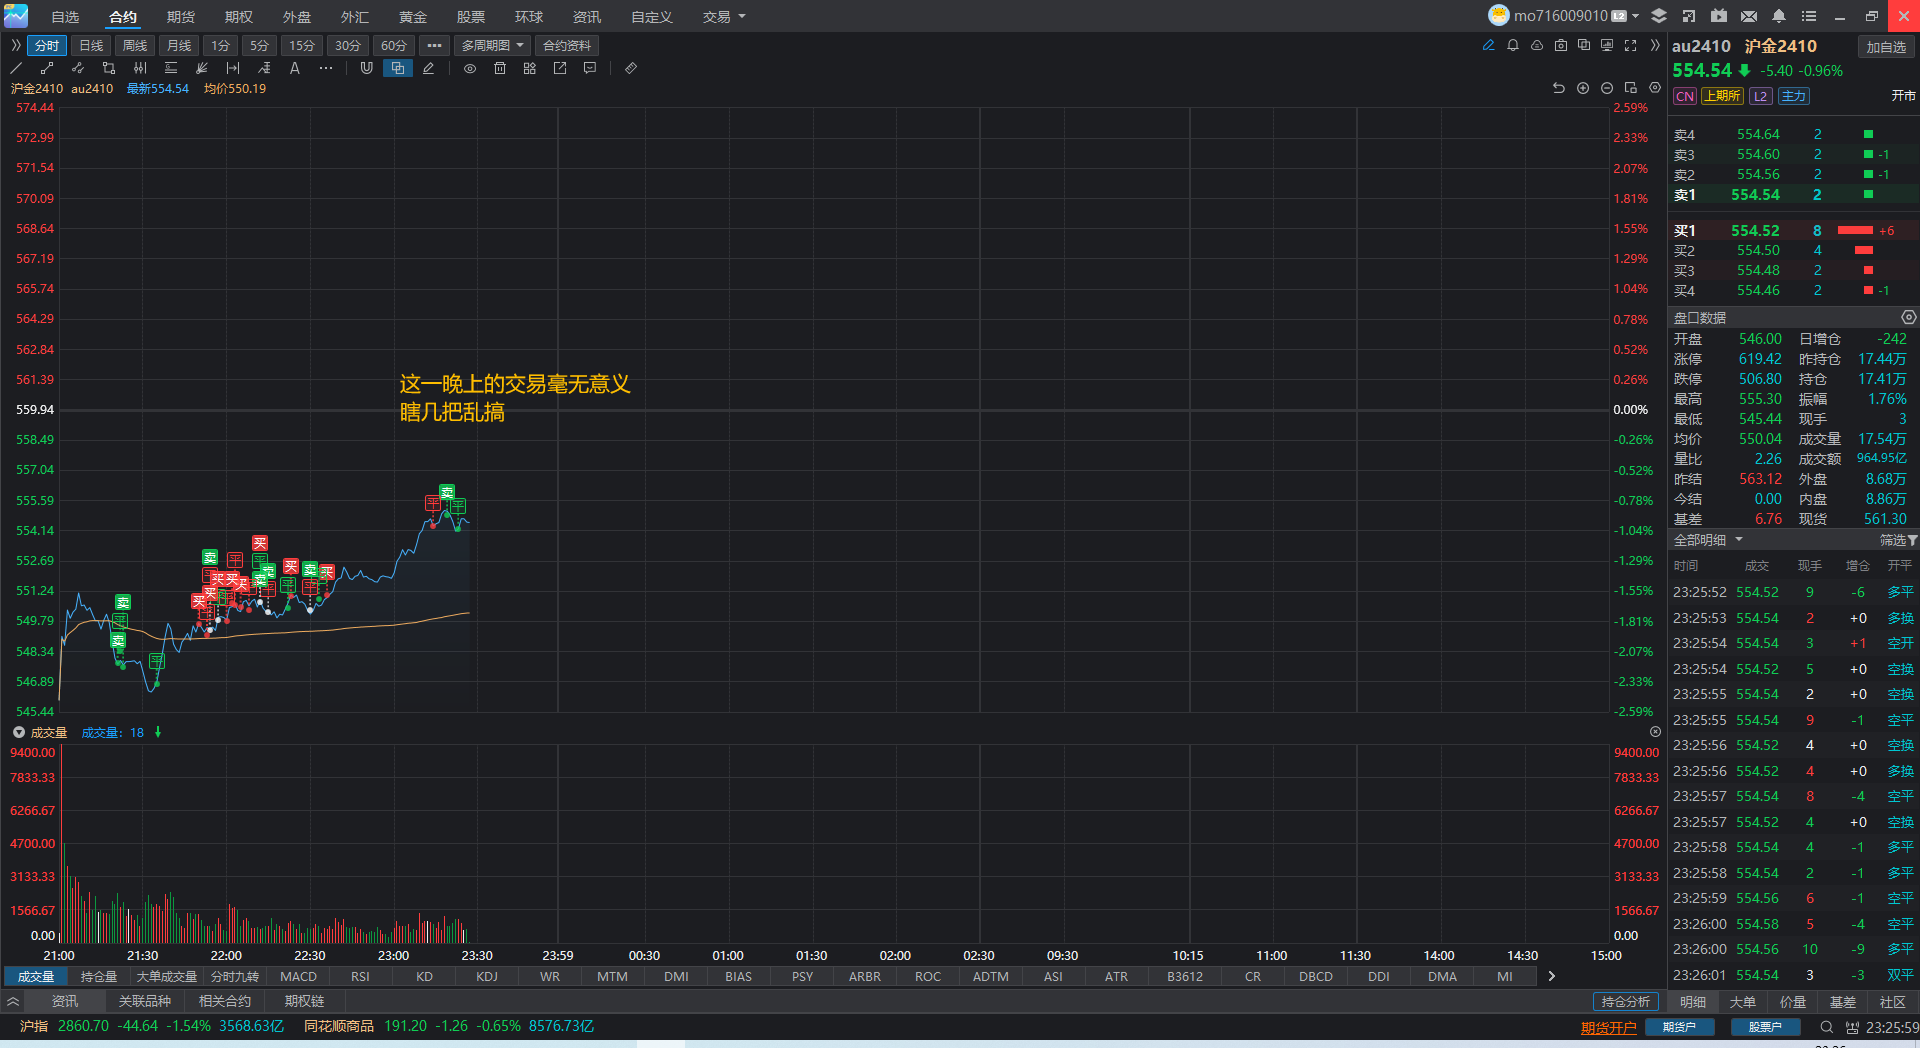 自选 合约 期货 期权 外盘 外汇 黄金 股票 环球 资讯 自定义 交易 mo716009010 L2
分时 日线 周线 月线 1分 5分 15分 30分 60分 ••• 多周期图 合约资料
沪金2410 au2410 最新554.54 均价550.19
574.44 2.59%
572.99 2.33%
571.54 2.07%
570.09 1.81%
568.64 1.55%
567.19 1.29%
565.74 1.04%
564.29 0.78%
562.84 0.52%
561.39 0.26%
559.94 0.00%
558.49 -0.26%
557.04 -0.52%
555.59 -0.78%
554.14 -1.04%
552.69 -1.29%
551.24 -1.55%
549.79 -1.81%
548.34 -2.07%
546.89 -2.33%
545.44 -2.59%
这一晚上的交易毫无意义
瞎几把乱搞
成交量 成交量: 18
9400.00 9400.00
7833.33 7833.33
6266.67 6266.67
4700.00 4700.00
3133.33 3133.33
1566.67 1566.67
0.00 0.00
21:00 21:30 22:00 22:30 23:00 23:30 23:59 00:30 01:00 01:30 02:00 02:30 09:30 10:15 11:00 11:30 14:00 14:30 15:00
成交量 持仓量 大单成交量 分时九转 MACD RSI KD KDJ WR MTM DMI BIAS PSY ARBR ROC ADTM ASI ATR B3612 CR DBCD DDI DMA MI
资讯 关联品种 相关合约 期权链 持仓分析
au2410 沪金2410 加自选
554.54 -5.40 -0.96%
CN 上期所 L2 主力 开市
卖4 554.64 2
卖3 554.60 2 -1
卖2 554.56 2 -1
卖1 554.54 2
买1 554.52 8 +6
买2 554.50 4
买3 554.48 2
买4 554.46 2 -1
盘口数据
开盘 546.00 日增仓 -242
涨停 619.42 昨持仓 17.44万
跌停 506.80 持仓 17.41万
最高 555.30 振幅 1.76%
最低 545.44 现手 3
均价 550.04 成交量 17.54万
量比 2.26 成交额 964.95亿
昨结 563.12 外盘 8.68万
今结 0.00 内盘 8.86万
基差 6.76 现货 561.30
全部明细 筛选
时间 成交 现手 增仓 开平
23:25:52 554.52 9 -6 多平
23:25:53 554.54 2 +0 多换
23:25:54 554.54 3 +1 空开
23:25:54 554.52 5 +0 空换
23:25:55 554.54 2 +0 空换
23:25:55 554.54 9 -1 空平
23:25:56 554.52 4 +0 空换
23:25:56 554.52 4 +0 多换
23:25:57 554.54 8 -4 空平
23:25:57 554.52 4 +0 空换
23:25:58 554.54 4 -1 多平
23:25:58 554.54 2 -1 多平
23:25:59 554.56 6 -1 空平
23:26:00 554.58 5 -4 空平
23:26:00 554.56 10 -9 多平
23:26:01 554.54 3 -3 双平
明细 大单 价量 基差 社区
沪指 2860.70 -44.64 -1.54% 3568.63亿 同花顺商品 191.20 -1.26 -0.65% 8576.73亿 期货开户 期货户 股票户 23:25:59